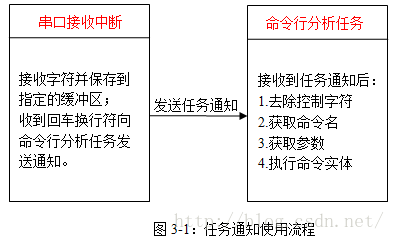 串口接收中断
接收字符并保存到
指定的缓冲区；
收到回车换行符向
命令行分析任务发
送通知。
发送任务通知
命令行分析任务
接收到任务通知后：
1.去除控制字符
2.获取命令名
3.获取参数
4.执行命令实体
图 3-1：任务通知使用流程
http://blog.csdn.net/